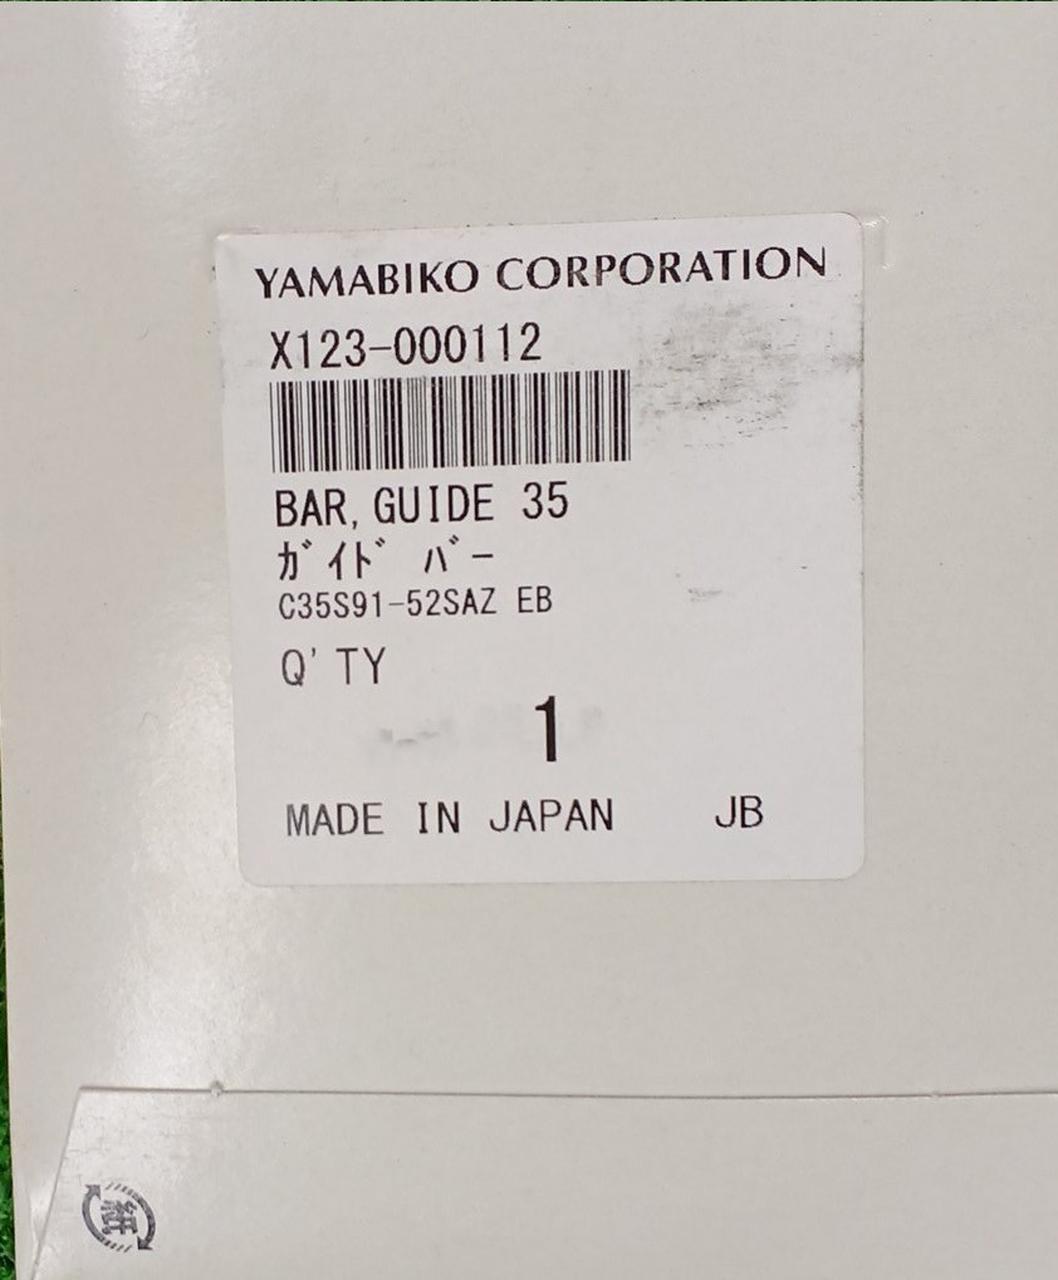 YAMABIKO CORPORATION
X123-000112
BAR, GUIDE 35
ｶﾞｲﾄﾞ ﾊﾞｰ
C35S91-52SAZ EB
Q'TY
1
MADE IN JAPAN JB
紙